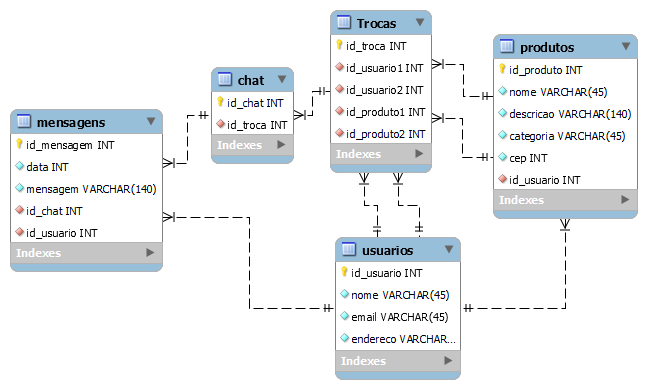 Trocas
id_troca INT
id_usuario1 INT
id_usuario2 INT
id_produto1 INT
id_produto2 INT
Indexes
produtos
id_produto INT
nome VARCHAR(45)
descricao VARCHAR(140)
categoria VARCHAR(45)
cep INT
id_usuario INT
Indexes
chat
id_chat INT
id_troca INT
Indexes
mensagens
id_mensagem INT
data INT
mensagem VARCHAR(140)
id_chat INT
id_usuario INT
Indexes
usuarios
id_usuario INT
nome VARCHAR(45)
email VARCHAR(45)
endereco VARCHAR...
Indexes